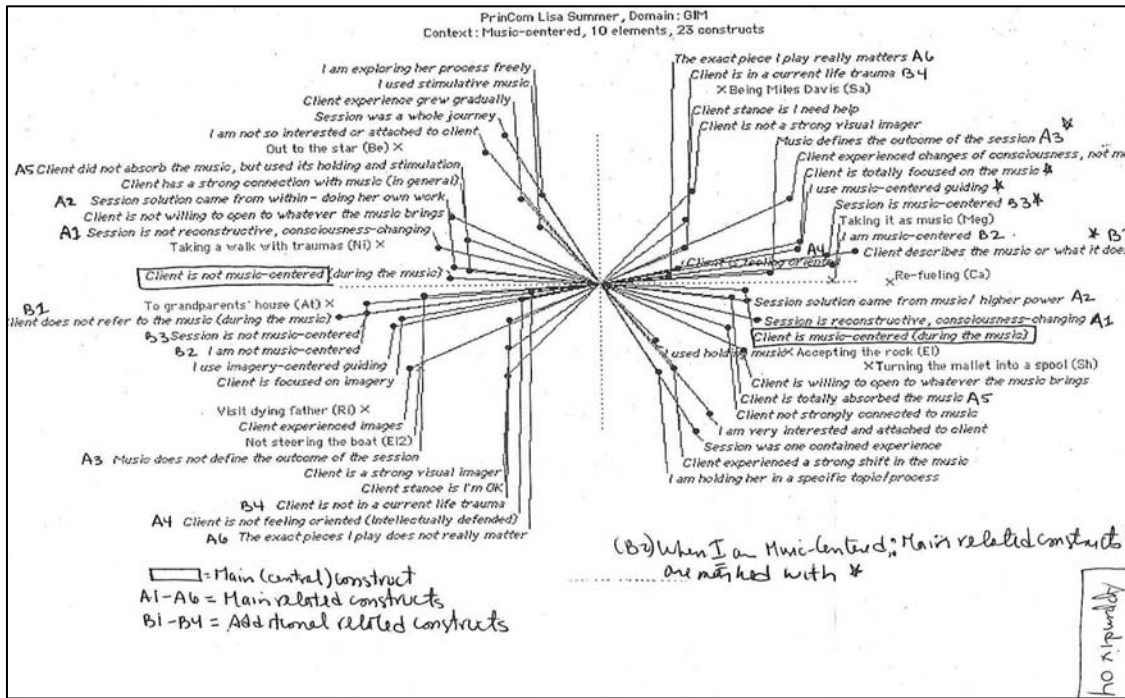 PrinCom Lisa Summer, Domain: GIM
Context: Music-centered, 10 elements, 23 constructs
I am exploring her process freely
I used stimulative music
Client experience grew gradually
Session was a whole journey
I am not so interested or attached to client
Out to the star (Be) ×
A5 Client did not absorb the music, but used its holding and stimulation
Client has a strong connection with music (in general)
A2 Session solution came from within - doing her own work
Client is not willing to open to whatever the music brings
A1 Session is not reconstructive, consciousness-changing
Taking a walk with traumas (Ni) ×
Client is not music-centered (during the music)
The exact piece I play really matters A6
Client is in a current life trauma B4
× Being Miles Davis (Sa)
Client stance is I need help
Client is not a strong visual imager
Music defines the outcome of the session A3 *
Client experienced changes of consciousness, not m
Client is totally focused on the music *
I use music-centered guiding *
Session is music-centered B3 *
Taking it as music (Meg)
I am music-centered B2
* B1
Client describes the music or what it does
A4
Client is feeling oriented
× Re-fueling (Ca)
B1
To grandparents' house (At) ×
Client does not refer to the music (during the music)
B3 Session is not music-centered
B2 I am not music-centered
I use imagery-centered guiding
Client is focused on imagery
Visit dying father (Ri) ×
Client experienced images
Not steering the boat (El2)
A3 Music does not define the outcome of the session
Client is a strong visual imager
Client stance is I'm OK
B4 Client is not in a current life trauma
A4 Client is not feeling oriented (Intellectually defended)
A6 The exact pieces I play does not really matter
Session solution came from music/ higher power A2
Session is reconstructive, consciousness-changing A1
Client is music-centered (during the music)
I used holding music × Accepting the rock (El)
× Turning the mallet into a spool (Sh)
Client is willing to open to whatever the music brings
Client is totally absorbed the music A5
Client not strongly connected to music
I am very interested and attached to client
Session was one contained experience
Client experienced a strong shift in the music
I am holding her in a specific topic/process
= Main (central) construct
A1-A6 = Main related constructs
B1-B4 = Additional related constructs
(B2) When I am Music-Centered; Main related constructs
are marked with *
Appendix 04